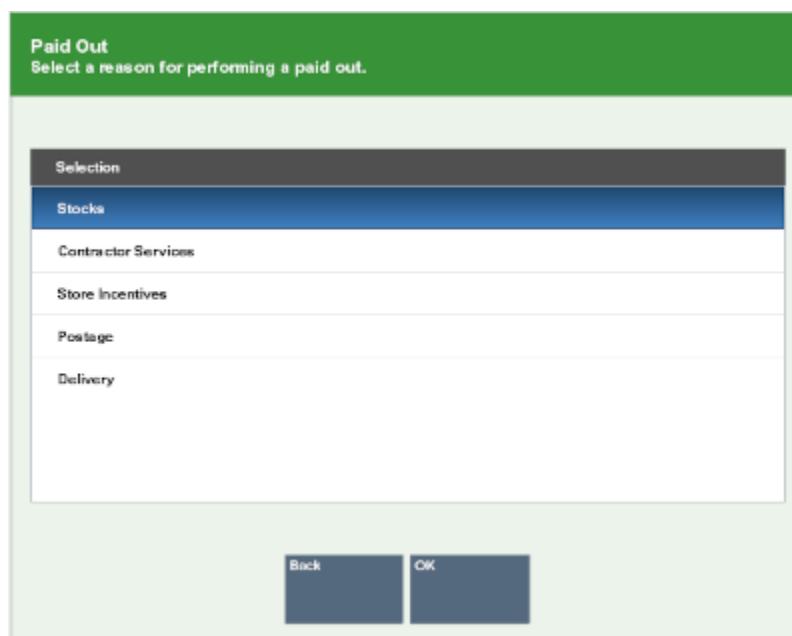 Paid Out
Select a reason for performing a paid out.
Selection
Stocks
Contractor Services
Store Incentives
Postage
Delivery
Back
OK